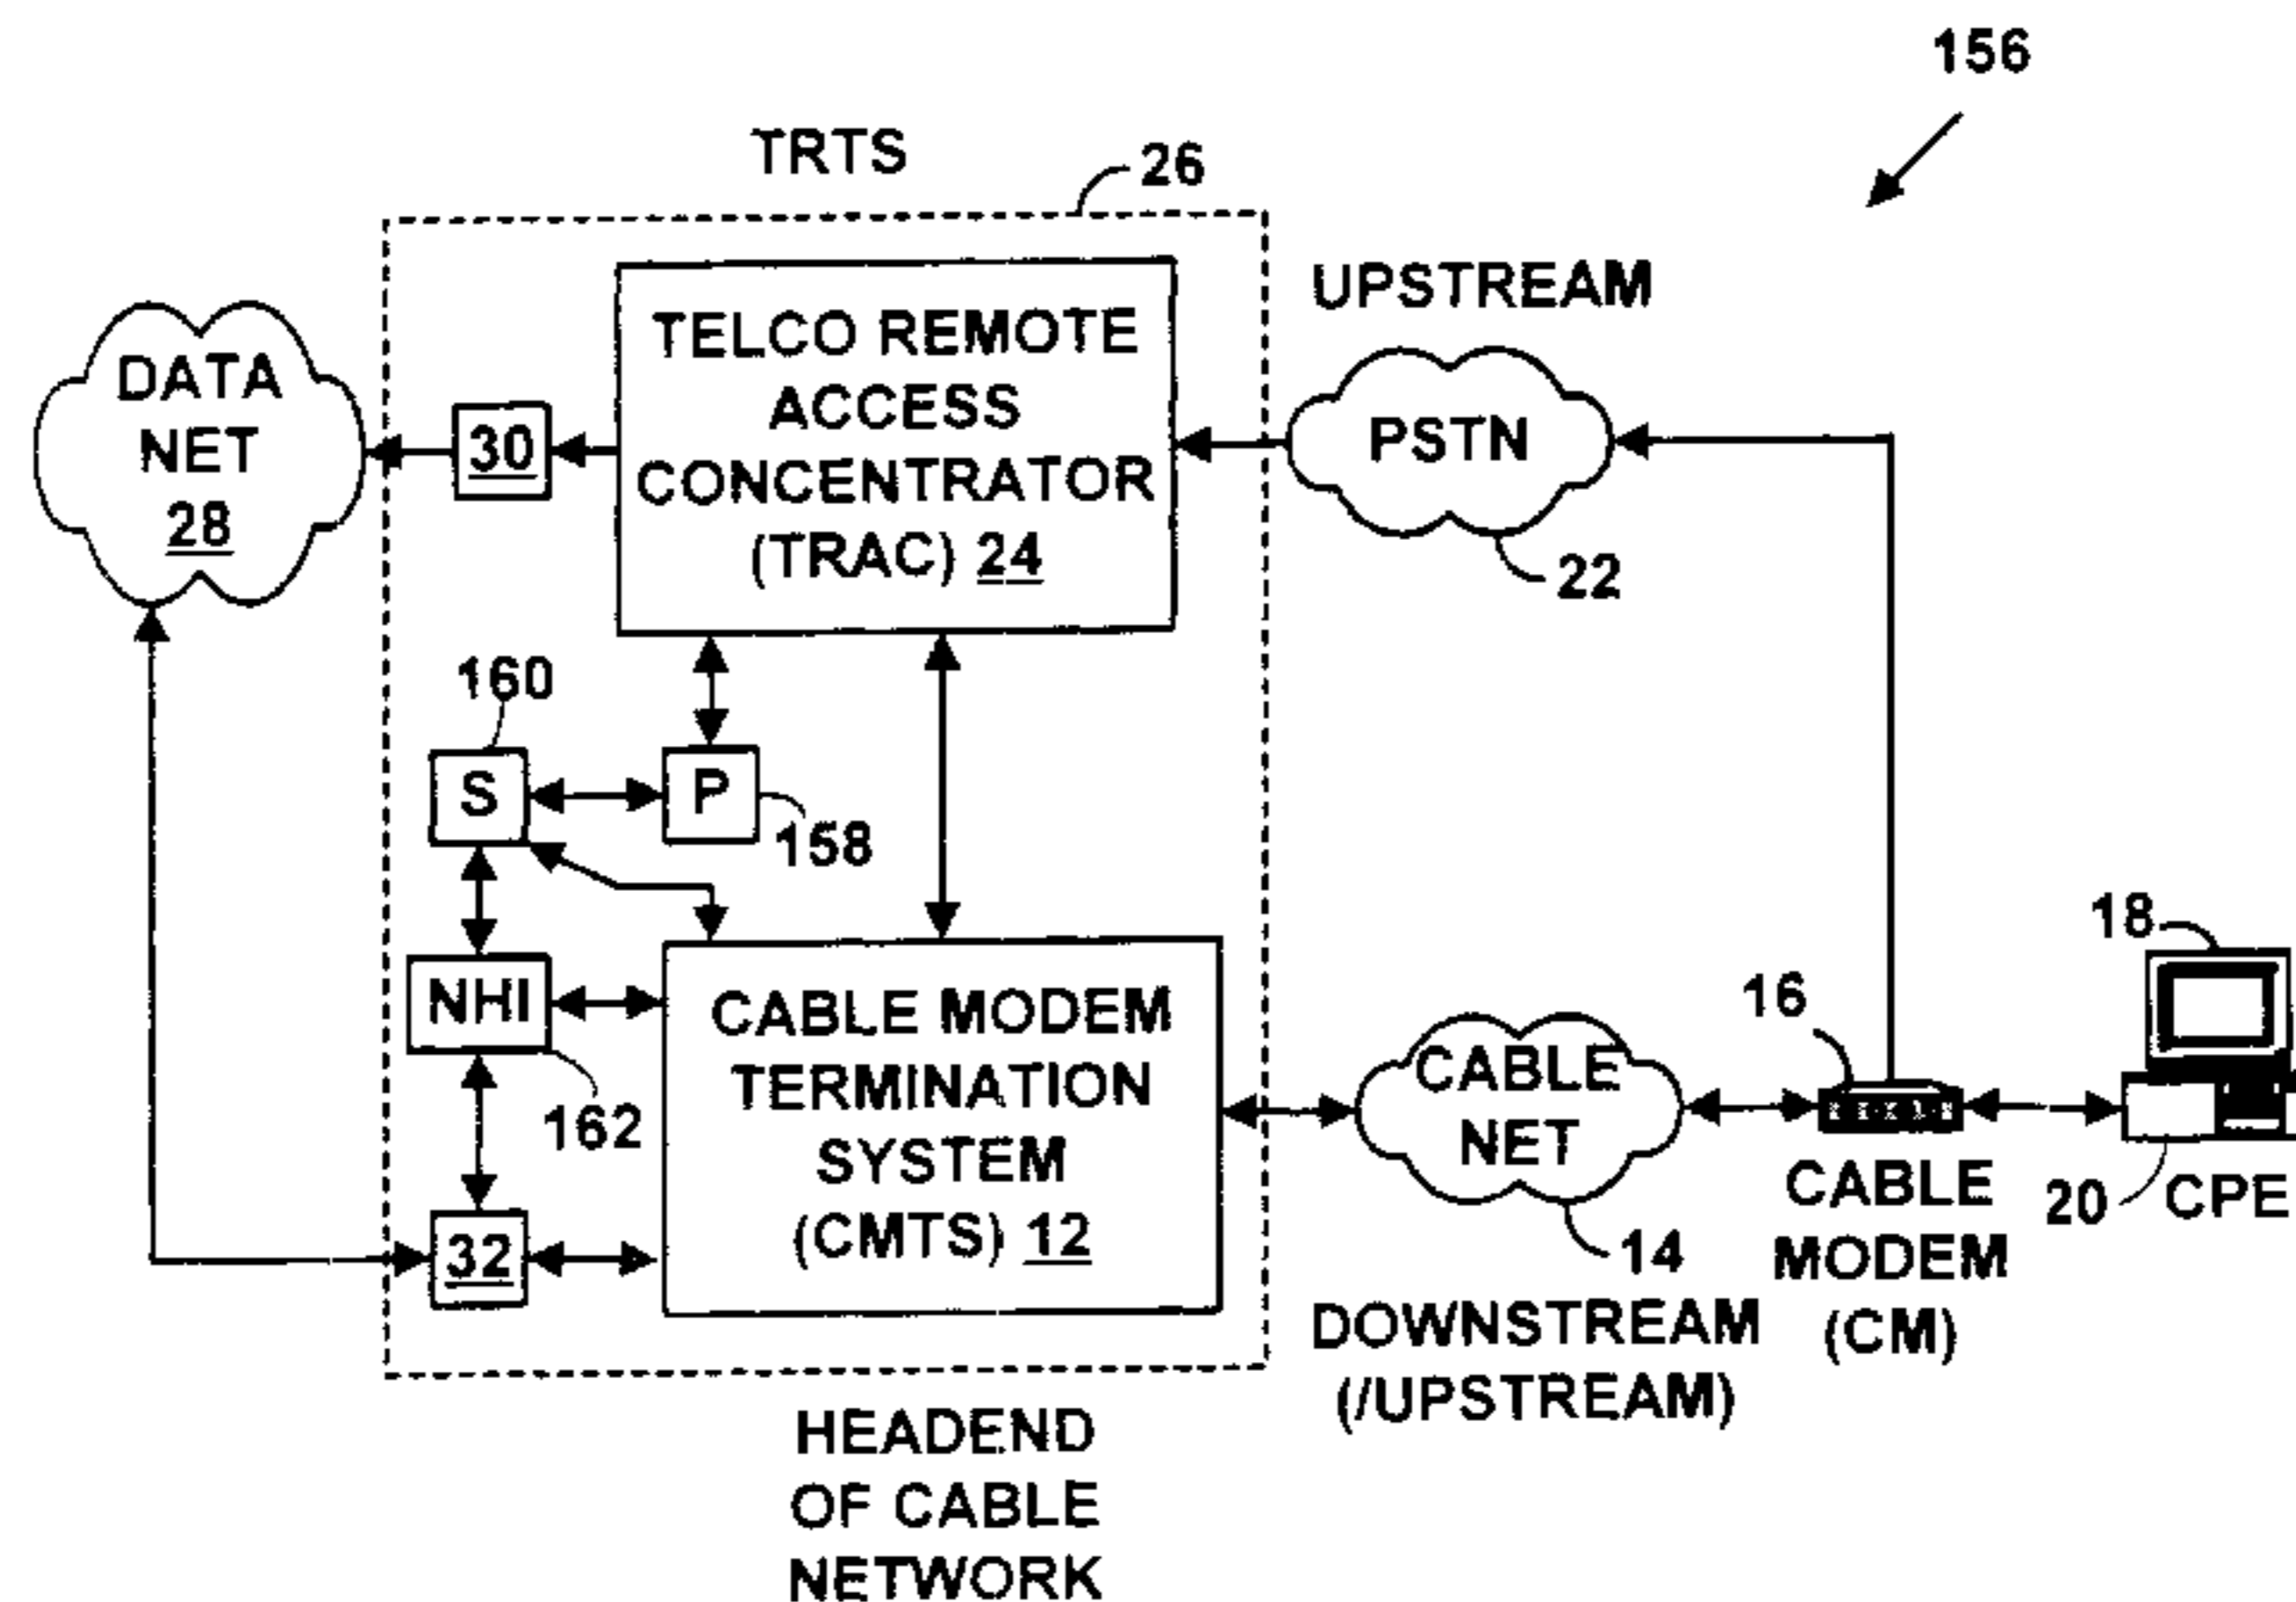 156
TRTS
26
UPSTREAM
DATA
NET
28
30
TELCO REMOTE
ACCESS
CONCENTRATOR
(TRAC) 24
PSTN
22
160
S
P
158
NHI
162
32
CABLE MODEM
TERMINATION
SYSTEM
(CMTS) 12
CABLE
NET
14
DOWNSTREAM
(/UPSTREAM)
16
CABLE
MODEM
(CM)
18
20
CPE
HEADEND
OF CABLE
NETWORK